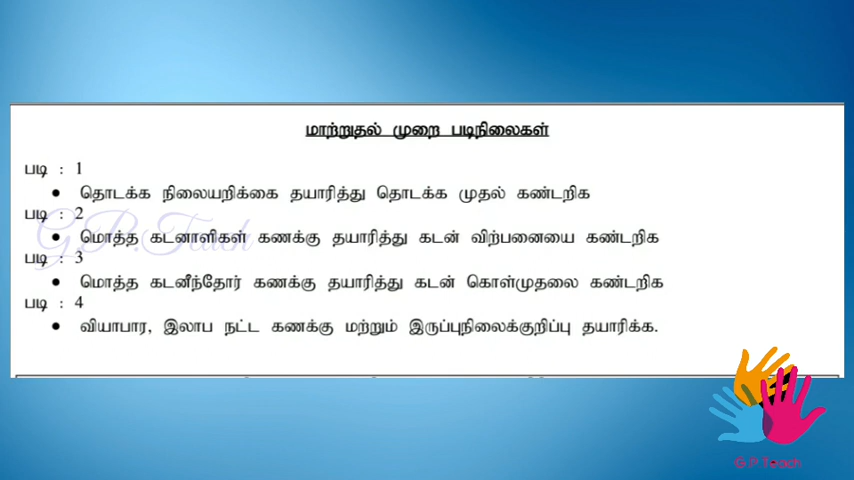 மாற்றுதல் முறை படிநிலைகள்
படி : 1
• தொடக்க நிலையறிக்கை தயாரித்து தொடக்க முதல் கண்டறிக
படி : 2
• மொத்த கடனாளிகள் கணக்கு தயாரித்து கடன் விற்பனையை கண்டறிக
படி : 3
• மொத்த கடனீந்தோர் கணக்கு தயாரித்து கடன் கொள்முதலை கண்டறிக
படி : 4
• வியாபார, இலாப நட்ட கணக்கு மற்றும் இருப்புநிலைக்குறிப்பு தயாரிக்க.
G.P.Teach
G.P Teach